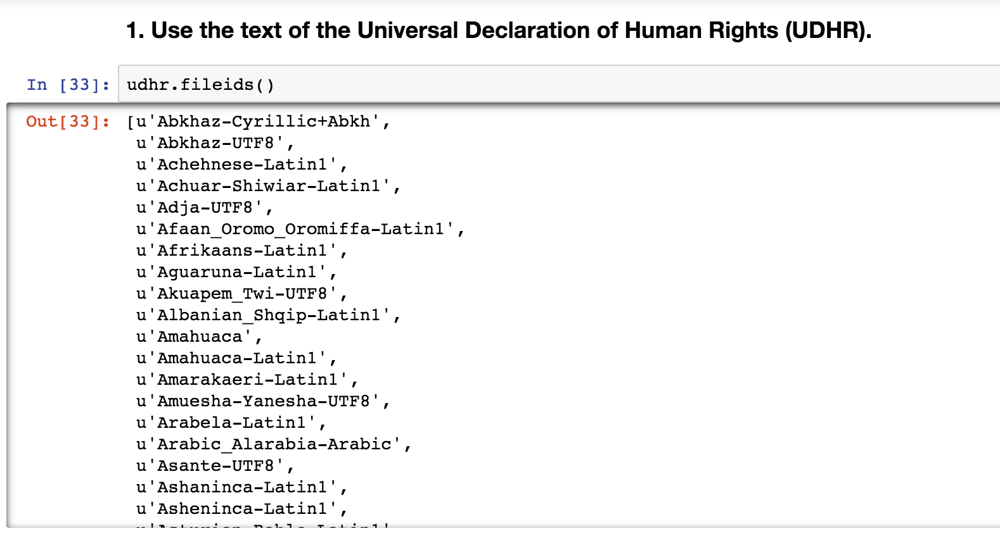 1. Use the text of the Universal Declaration of Human Rights (UDHR).
In [33]: udhr.fileids()
Out[33]: [u'Abkhaz-Cyrillic+Abkh',
u'Abkhaz-UTF8',
u'Achehnese-Latin1',
u'Achuar-Shiwiar-Latin1',
u'Adja-UTF8',
u'Afaan_Oromo_Oromiffa-Latin1',
u'Afrikaans-Latin1',
u'Aguaruna-Latin1',
u'Akuapem_Twi-UTF8',
u'Albanian_Shqip-Latin1',
u'Amahuaca',
u'Amahuaca-Latin1',
u'Amarakaeri-Latin1',
u'Amuesha-Yanesha-UTF8',
u'Arabela-Latin1',
u'Arabic_Alarabia-Arabic',
u'Asante-UTF8',
u'Ashaninca-Latin1',
u'Asheninca-Latin1',